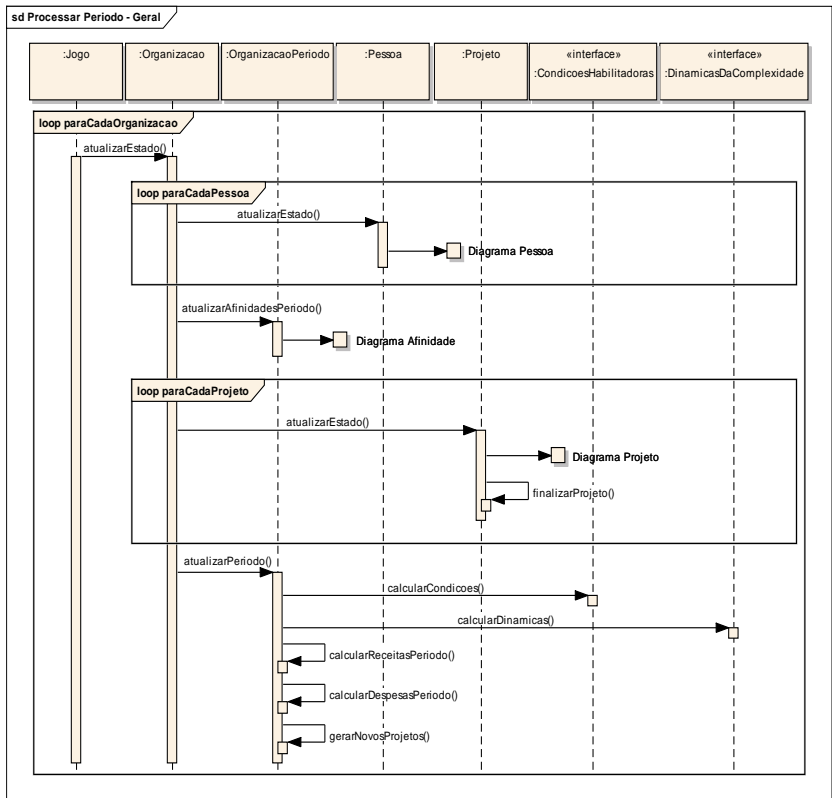 sd Processar Periodo - Geral
:Jogo
:Organizacao
:OrganizacaoPeriodo
:Pessoa
:Projeto
«interface»
:CondicoesHabilitadoras
«interface»
:DinamicasDaComplexidade
loop paraCadaOrganizacao
atualizarEstado()
loop paraCadaPessoa
atualizarEstado()
Diagrama Pessoa
atualizarAfinidadesPeriodo()
Diagrama Afinidade
loop paraCadaProjeto
atualizarEstado()
Diagrama Projeto
finalizarProjeto()
atualizarPeriodo()
calcularCondicoes()
calcularDinamicas()
calcularReceitasPeriodo()
calcularDespesasPeriodo()
gerarNovosProjetos()